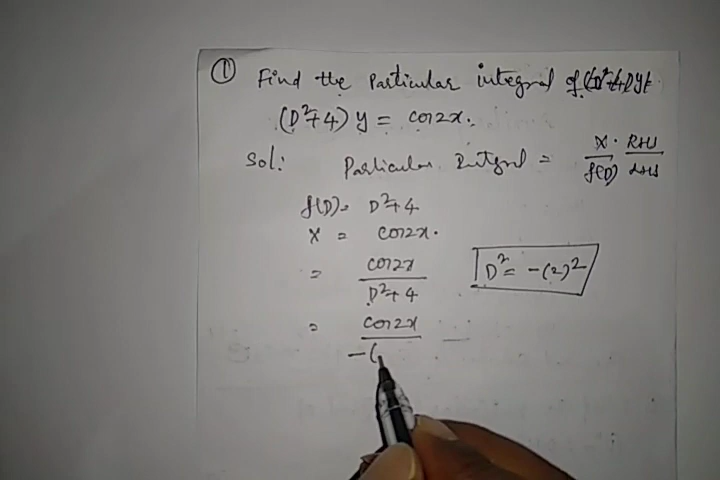 ① Find the Particular integral of
(D²+4) y = cos2x.
Sol: Particular Integral = X/f(D) · RHS/LHS
f(D) = D²+4
X = cos2x.
= cos2x/D²+4 D² = -(2)²
= cos2x/-(